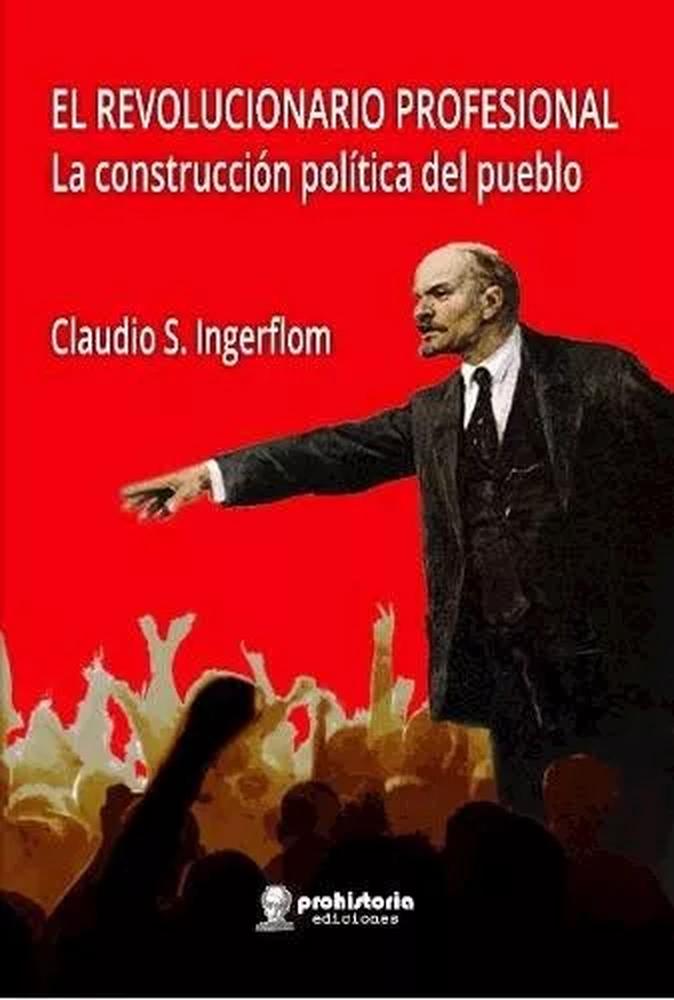 EL REVOLUCIONARIO PROFESIONAL
La construcción política del pueblo
Claudio S. Ingerflom
prohistoria
ediciones